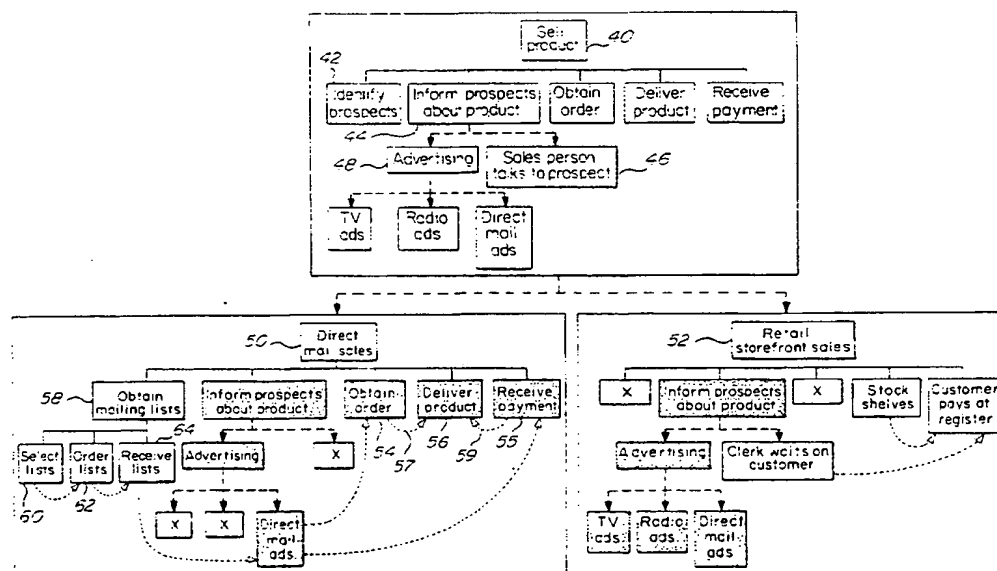 Sell
product
40
42
Identify
prospects
Inform prospects
about product
Obtain
order
Deliver
product
Receive
payment
44
48
Advertising
Sales person
talks to prospect
46
TV
ads
Radio
ads
Direct
mail
ads
50
Direct
mail sales
58
Obtain
mailing lists
Inform prospects
about product
Obtain
order
Deliver
product
Receive
payment
64
54
57
56
59
55
Select
lists
Order
lists
Receive
lists
Advertising
X
60
62
X
X
Direct
mail
ads
52
Retail
storefront sales
X
Inform prospects
about product
X
Stock
shelves
Customer
pays at
register
Advertising
Clerk waits on
customer
TV
ads
Radio
ads
Direct
mail
ads